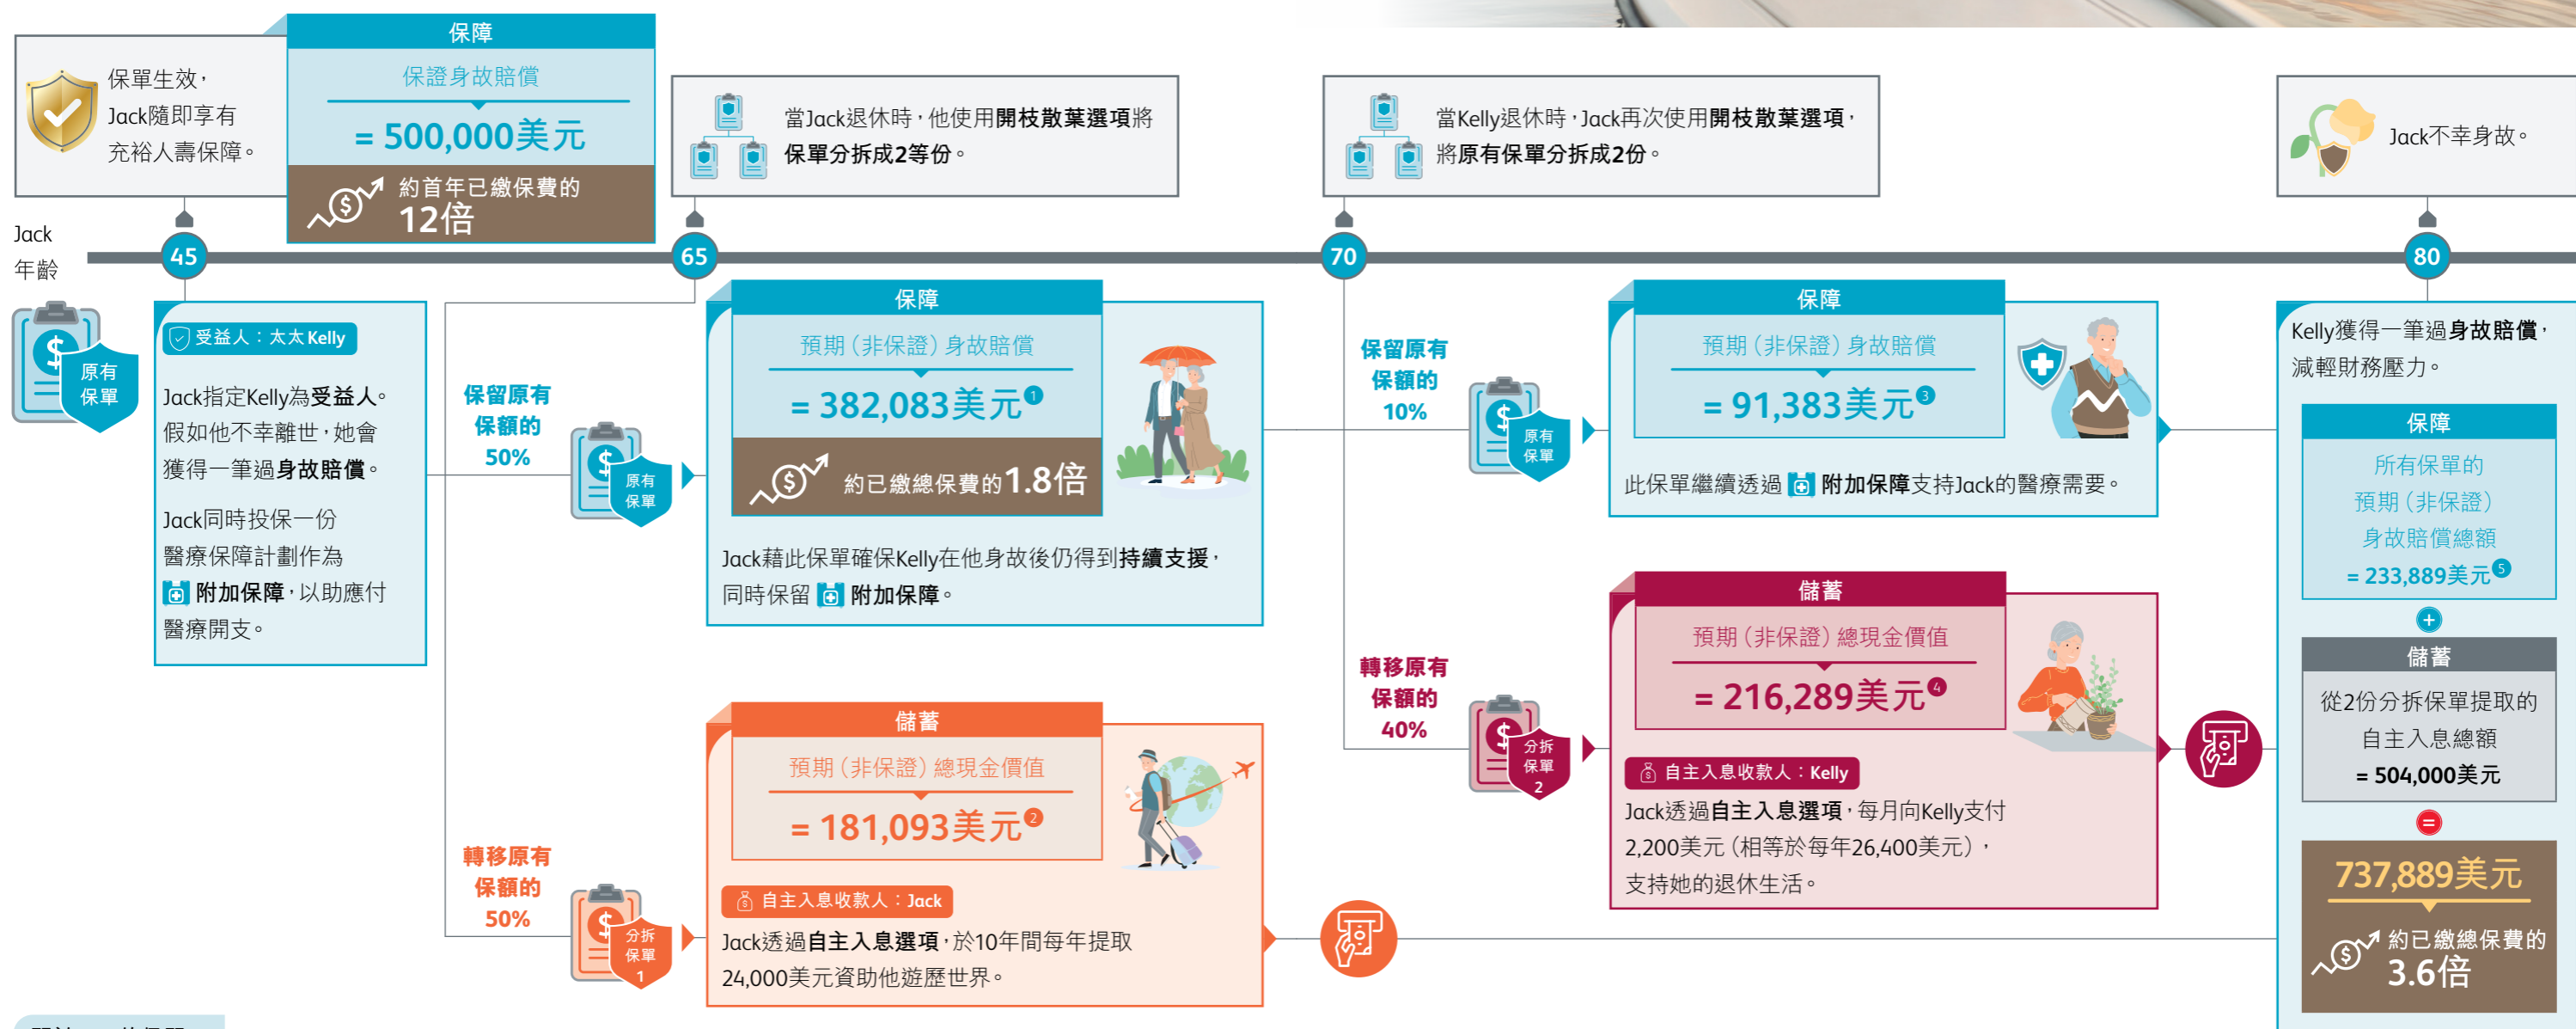 保單生效，
Jack隨即享有
充裕人壽保障。
保障
保證身故賠償
= 500,000美元
約首年已繳保費的
12倍
當Jack退休時，他使用開枝散葉選項將
保單分拆成2等份。
當Kelly退休時，Jack再次使用開枝散葉選項，
將原有保單分拆成2份。
Jack不幸身故。
Jack
年齡
45
65
70
80
原有
保單
受益人：太太Kelly
Jack指定Kelly為受益人。
假如他不幸離世，她會
獲得一筆過身故賠償。
Jack同時投保一份
醫療保障計劃作為
附加保障，以助應付
醫療開支。
保留原有
保額的
50%
原有
保單
保障
預期（非保證）身故賠償
= 382,083美元1
約已繳總保費的1.8倍
Jack藉此保單確保Kelly在他身故後仍得到持續支援，
同時保留 附加保障。
轉移原有
保額的
50%
分拆
保單
1
儲蓄
預期（非保證）總現金價值
= 181,093美元2
自主入息收款人：Jack
Jack透過自主入息選項，於10年間每年提取
24,000美元資助他遊歷世界。
保留原有
保額的
10%
原有
保單
保障
預期（非保證）身故賠償
= 91,383美元3
此保單繼續透過 附加保障支持Jack的醫療需要。
轉移原有
保額的
40%
分拆
保單
2
儲蓄
預期（非保證）總現金價值
= 216,289美元4
自主入息收款人：Kelly
Jack透過自主入息選項，每月向Kelly支付
2,200美元（相等於每年26,400美元），
支持她的退休生活。
Kelly獲得一筆過身故賠償，
減輕財務壓力。
保障
所有保單的
預期（非保證）
身故賠償總額
= 233,889美元5
+
儲蓄
從2份分拆保單提取的
自主入息總額
= 504,000美元
=
737,889美元
約已繳總保費的
3.6倍